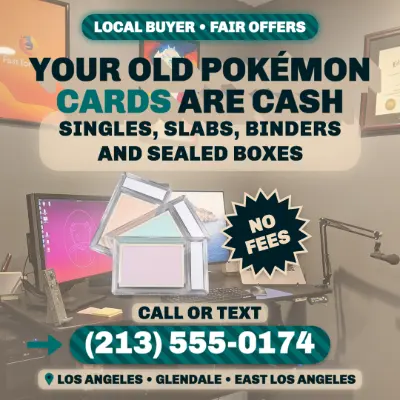 LOCAL BUYER • FAIR OFFERS
YOUR OLD POKÉMON
CARDS ARE CASH
SINGLES, SLABS, BINDERS
AND SEALED BOXES
NO
FEES
CALL OR TEXT
(213) 555-0174
LOS ANGELES • GLENDALE • EAST LOS ANGELES